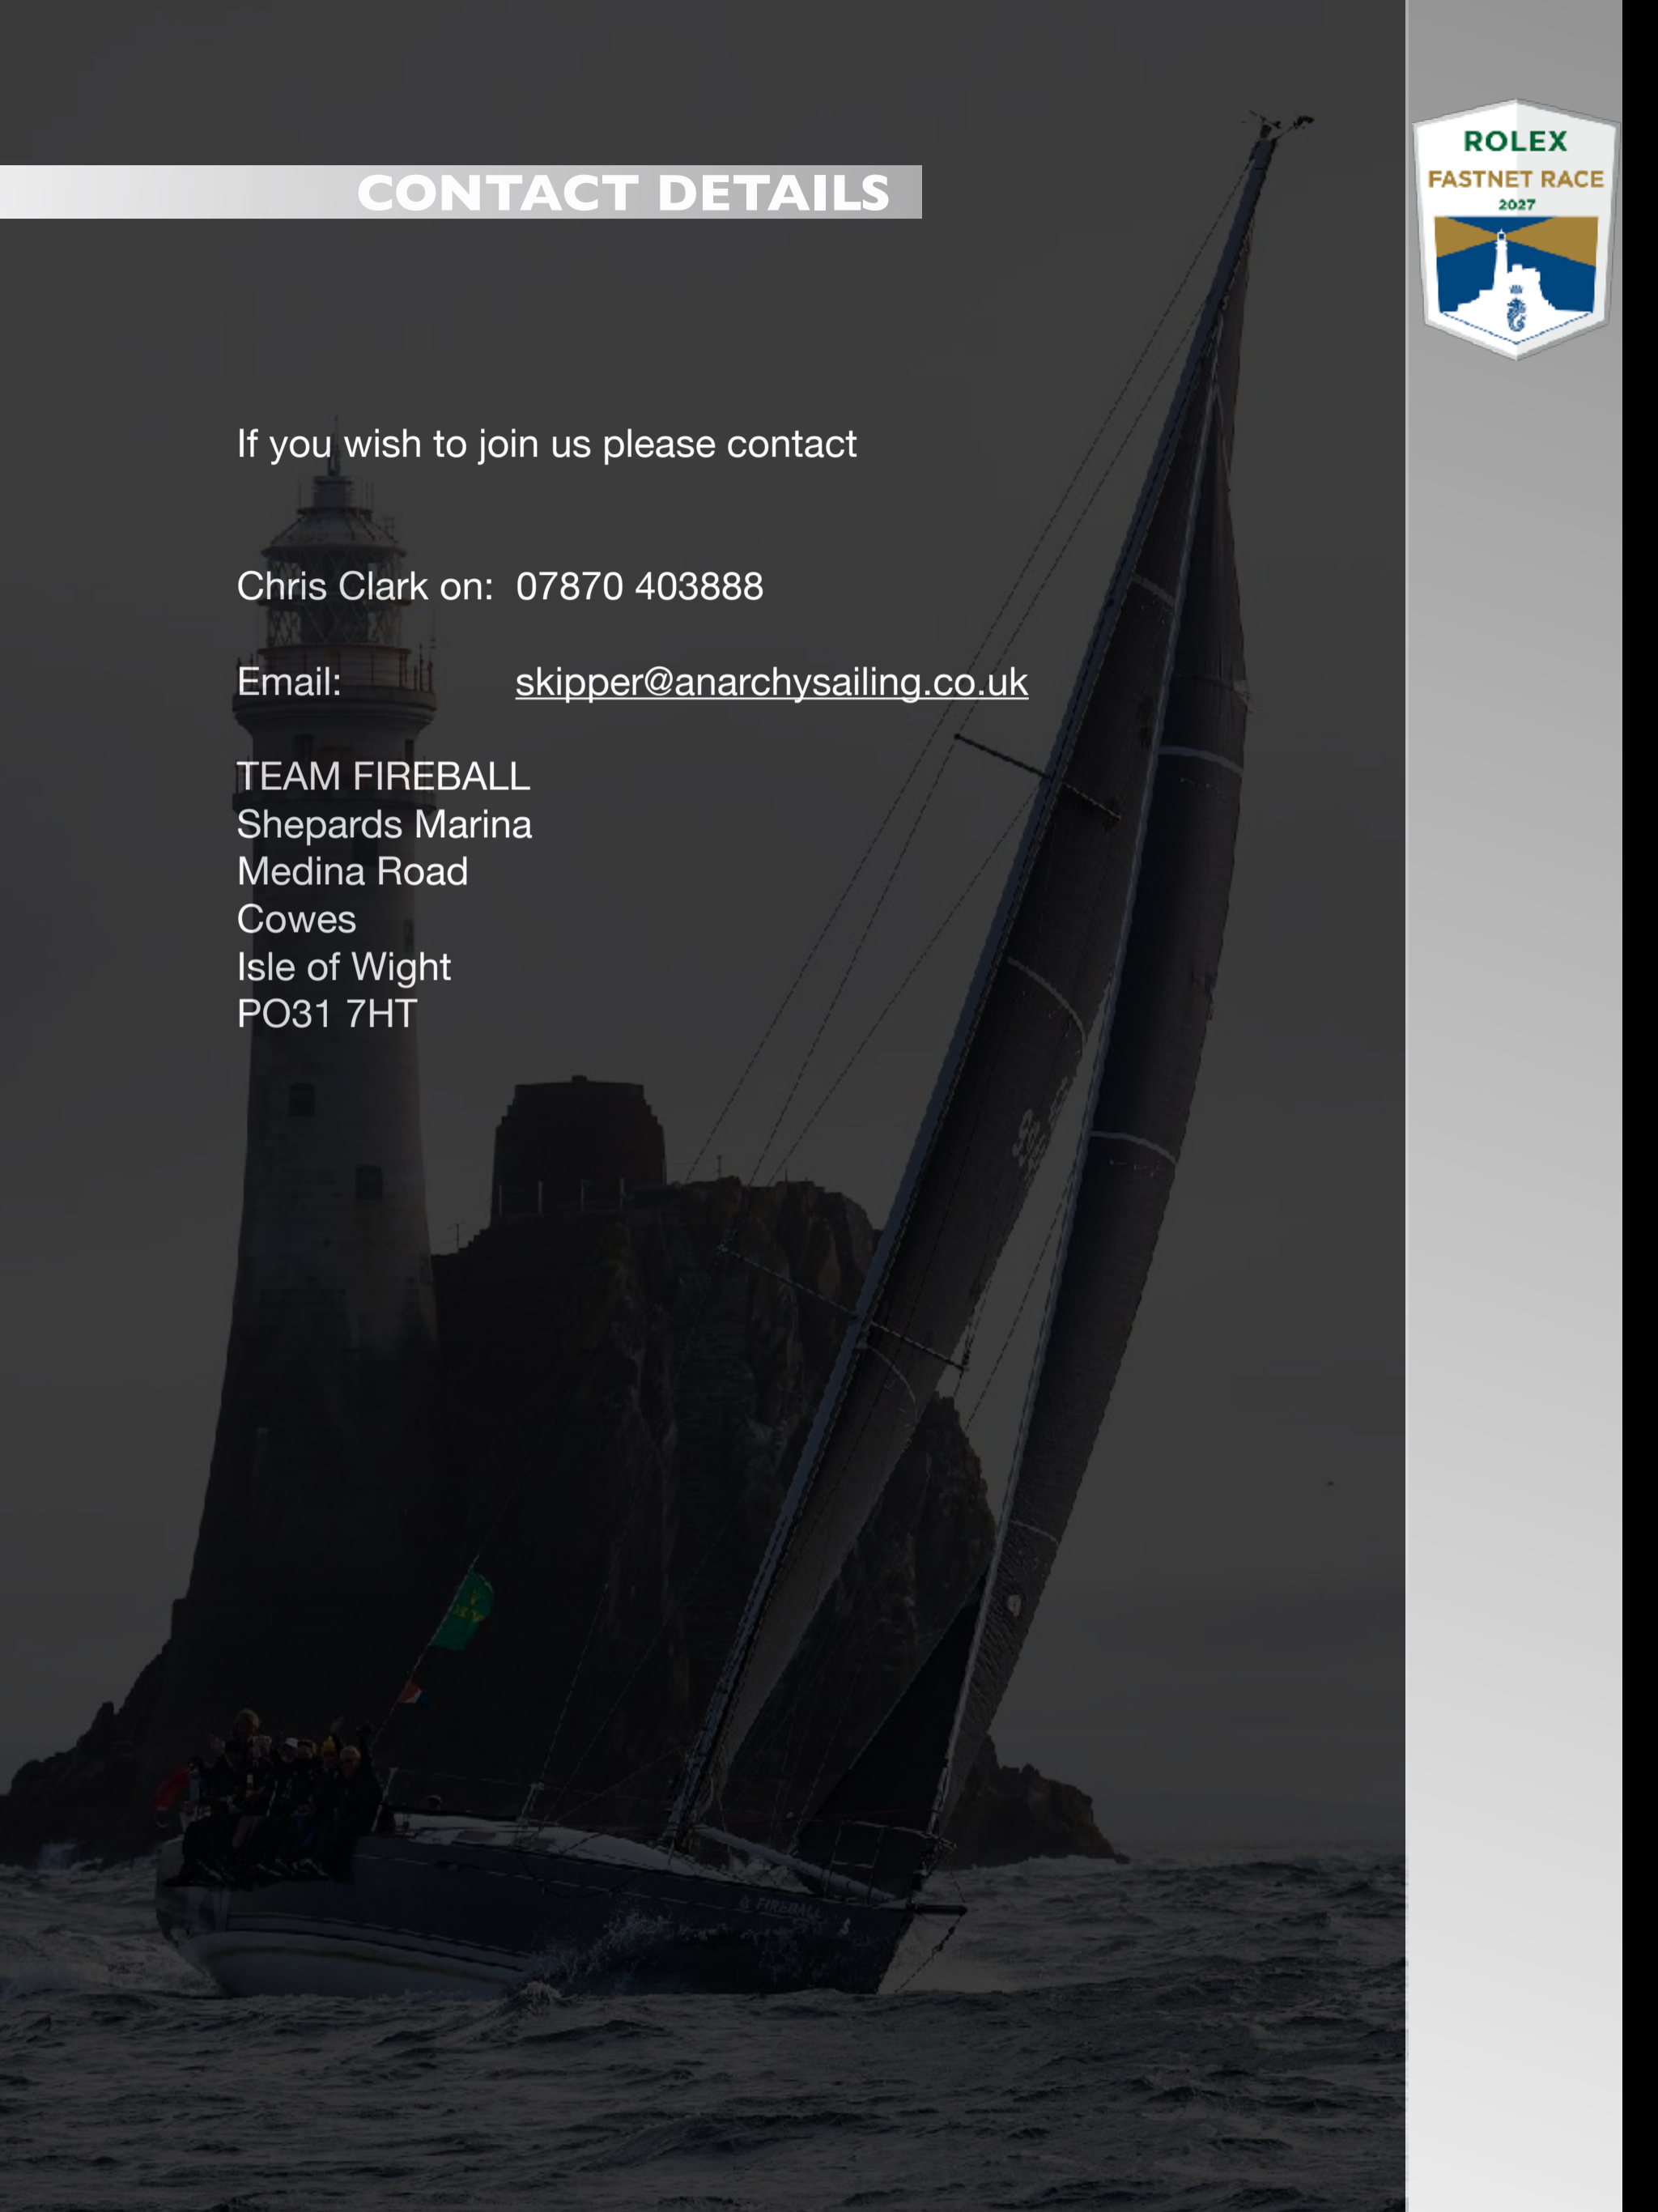 CONTACT DETAILS
ROLEX
FASTNET RACE
2027
If you wish to join us please contact
Chris Clark on: 07870 403888
Email: skipper@anarchysailing.co.uk
TEAM FIREBALL
Shepards Marina
Medina Road
Cowes
Isle of Wight
PO31 7HT
FIREBALL